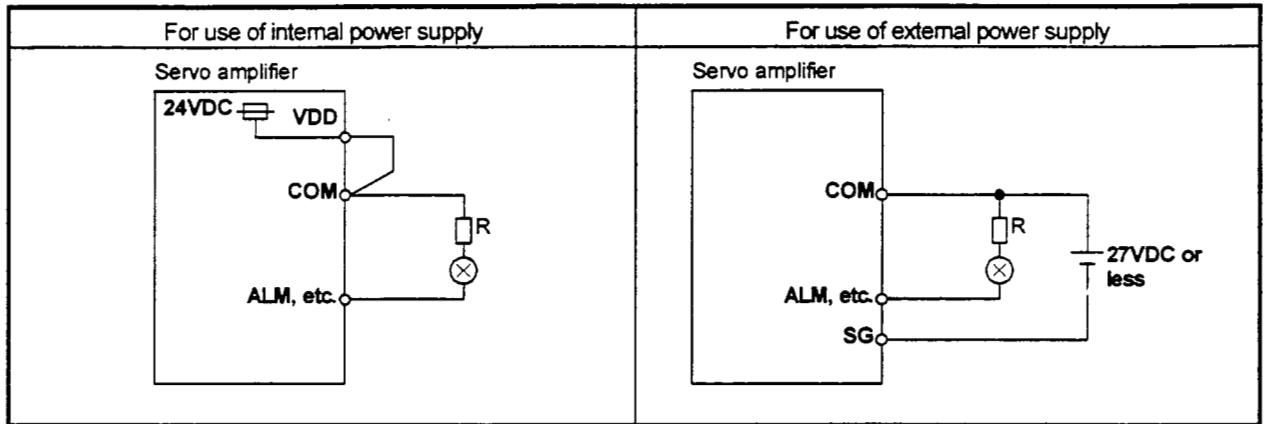 For use of internal power supply
For use of external power supply
Servo amplifier
24VDC
VDD
COM
R
ALM, etc.
Servo amplifier
COM
R
27VDC or
less
ALM, etc.
SG